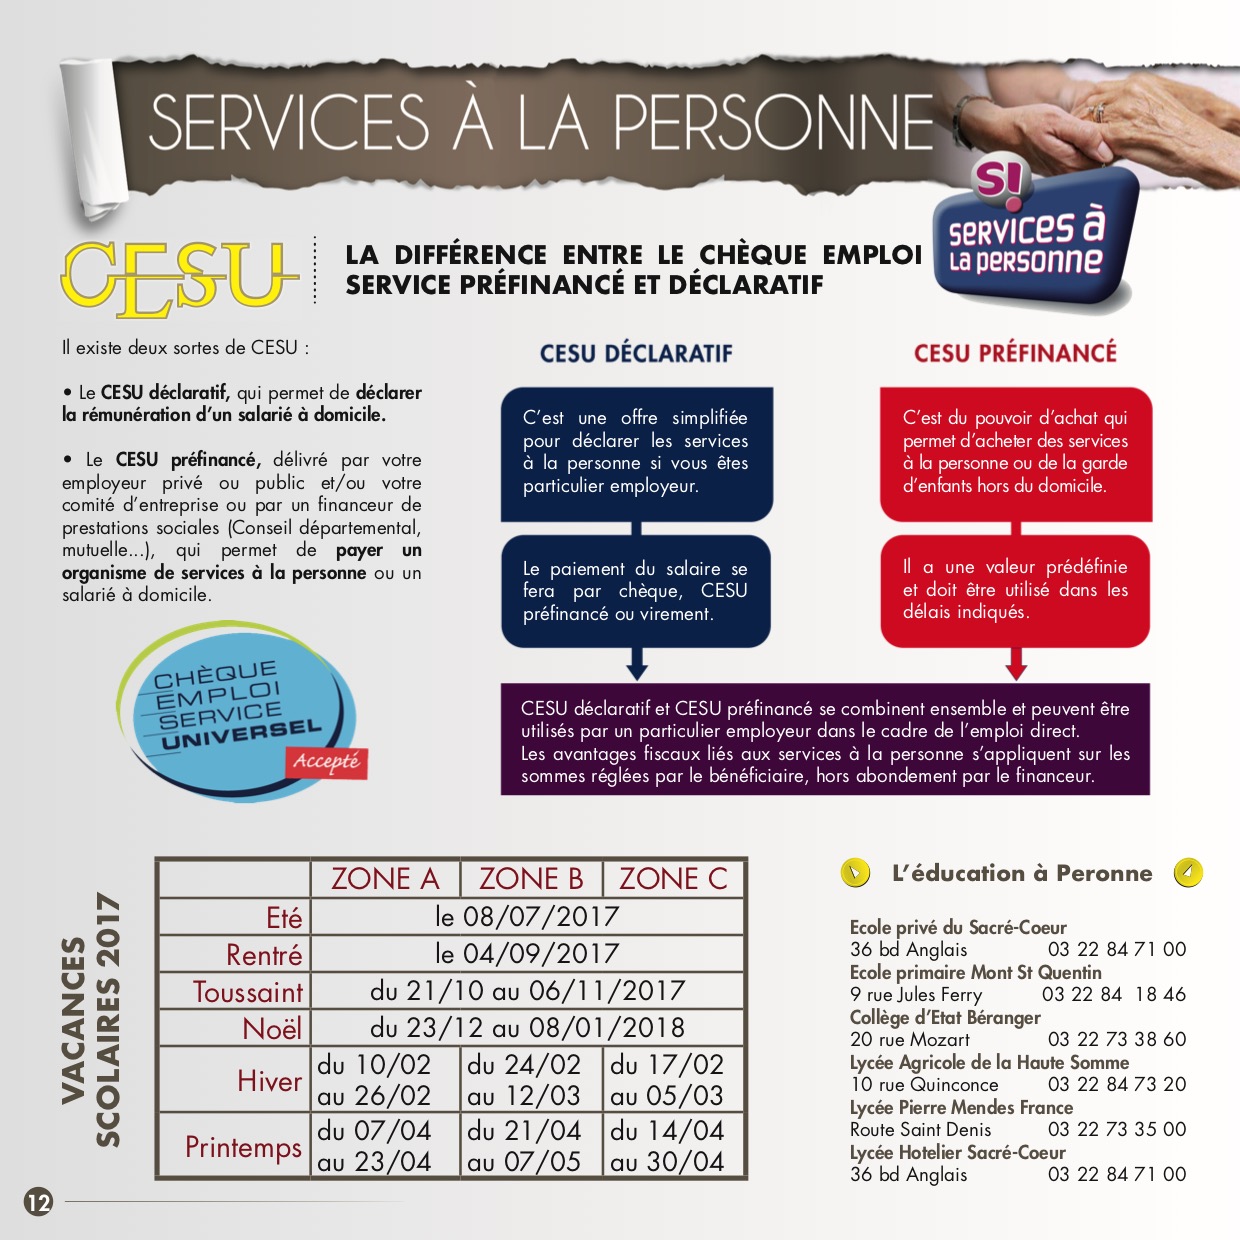 SERVICES À LA PERSONNE
S!
SERVICES à
La PERSONNE
CESU
LA DIFFÉRENCE ENTRE LE CHÈQUE EMPLOI
SERVICE PRÉFINANCÉ ET DÉCLARATIF
Il existe deux sortes de CESU :
• Le CESU déclaratif, qui permet de déclarer
la rémunération d'un salarié à domicile.
• Le CESU préfinancé, délivré par votre
employeur privé ou public et/ou votre
comité d'entreprise ou par un financeur de
prestations sociales (Conseil départemental,
mutuelle...), qui permet de payer un
organisme de services à la personne ou un
salarié à domicile.
CHÈQUE
EMPLOI
SERVICE
UNIVERSEL
Accepté
CESU DÉCLARATIF
C'est une offre simplifiée
pour déclarer les services
à la personne si vous êtes
particulier employeur.
Le paiement du salaire se
fera par chèque, CESU
préfinancé ou virement.
CESU PRÉFINANCÉ
C'est du pouvoir d'achat qui
permet d'acheter des services
à la personne ou de la garde
d'enfants hors du domicile.
Il a une valeur prédéfinie
et doit être utilisé dans les
délais indiqués.
CESU déclaratif et CESU préfinancé se combinent ensemble et peuvent être
utilisés par un particulier employeur dans le cadre de l'emploi direct.
Les avantages fiscaux liés aux services à la personne s'appliquent sur les
sommes réglées par le bénéficiaire, hors abondement par le financeur.
VACANCES
SCOLAIRES 2017
ZONE A ZONE B ZONE C
Eté le 08/07/2017
Rentré le 04/09/2017
Toussaint du 21/10 au 06/11/2017
Noël du 23/12 au 08/01/2018
Hiver du 10/02 du 24/02 du 17/02
au 26/02 au 12/03 au 05/03
Printemps du 07/04 du 21/04 du 14/04
au 23/04 au 07/05 au 30/04
L'éducation à Peronne
Ecole privé du Sacré-Coeur
36 bd Anglais 03 22 84 71 00
Ecole primaire Mont St Quentin
9 rue Jules Ferry 03 22 84 18 46
Collège d'Etat Béranger
20 rue Mozart 03 22 73 38 60
Lycée Agricole de la Haute Somme
10 rue Quinconce 03 22 84 73 20
Lycée Pierre Mendes France
Route Saint Denis 03 22 73 35 00
Lycée Hotelier Sacré-Coeur
36 bd Anglais 03 22 84 71 00
12